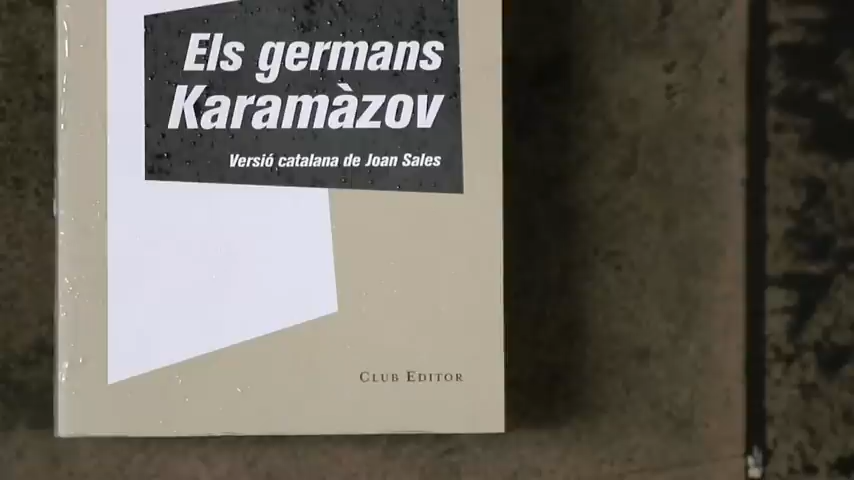 Els germans
Karamàzov
Versió catalana de Joan Sales
Club Editor